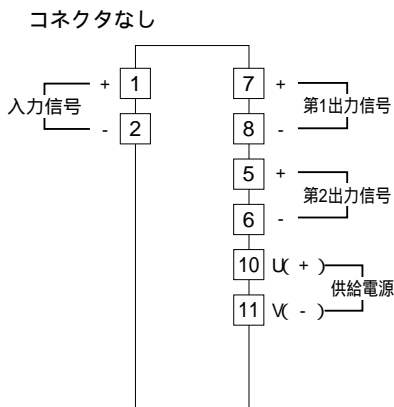 コネクタなし
入力信号
+ 1
- 2
7 +
8 -
第1出力信号
5 +
6 -
第2出力信号
10 U( + )
11 V( - )
供給電源